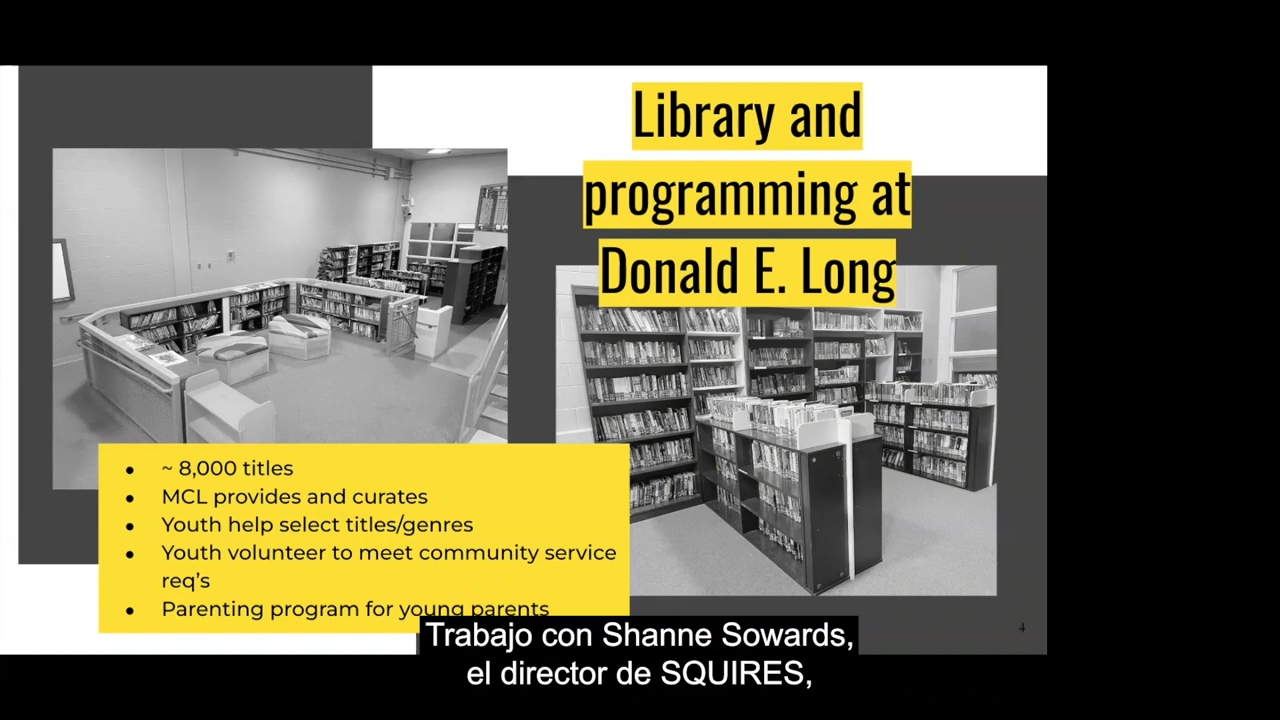 Library and
programming at
Donald E. Long
● ~ 8,000 titles
● MCL provides and curates
● Youth help select titles/genres
● Youth volunteer to meet community service
req's
● Parenting program for young parents
Trabajo con Shanne Sowards,
el director de SQUIRES,
4